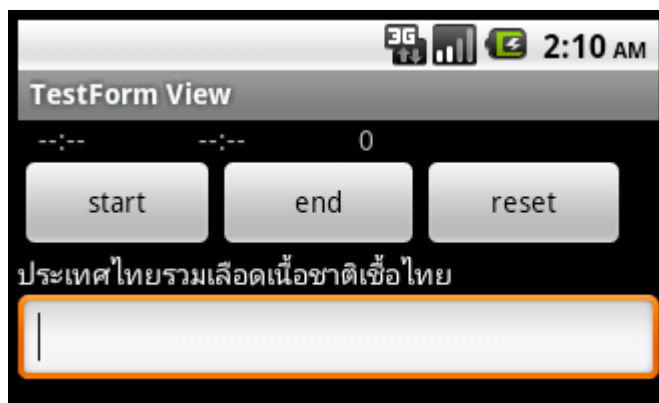 3G 2:10 AM
TestForm View
--:-- --:-- 0
start end reset
ประเทศไทยรวมเลือดเนื้อชาติเชื้อไทย